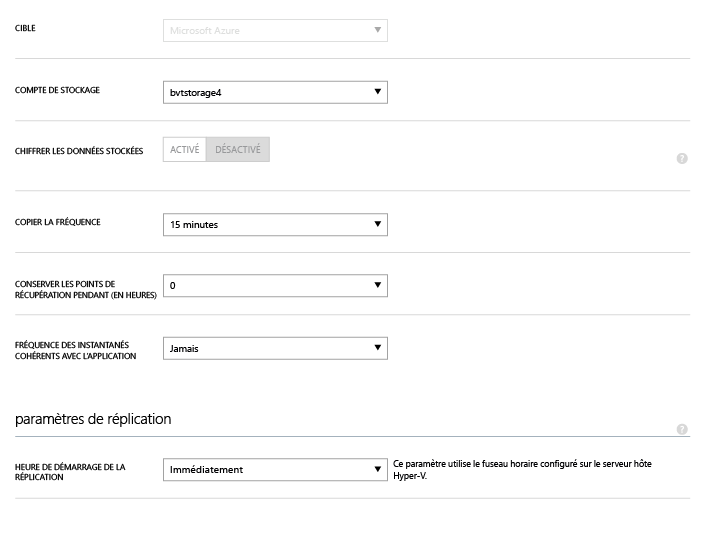 CIBLE
Microsoft Azure
COMPTE DE STOCKAGE
bvtstorage4
CHIFFRER LES DONNÉES STOCKÉES
ACTIVÉ DÉSACTIVÉ
?
COPIER LA FRÉQUENCE
15 minutes
CONSERVER LES POINTS DE
RÉCUPÉRATION PENDANT (EN HEURES)
0
FRÉQUENCE DES INSTANTANÉS
COHÉRENTS AVEC L'APPLICATION
Jamais
paramètres de réplication
?
HEURE DE DÉMARRAGE DE LA
RÉPLICATION
Immédiatement
Ce paramètre utilise le fuseau horaire configuré sur le serveur hôte
Hyper-V.